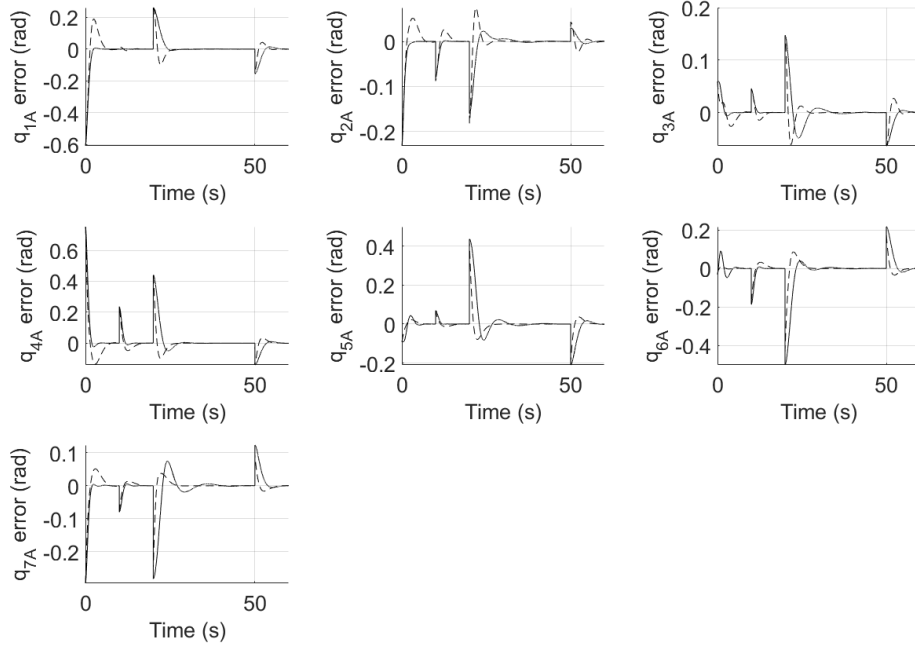 0.2
0
-0.2
-0.4
-0.6
q1A error (rad)
0 50
Time (s)
0
-0.1
-0.2
q2A error (rad)
0 50
Time (s)
0.2
0.1
0
q3A error (rad)
0 50
Time (s)
0.6
0.4
0.2
0
q4A error (rad)
0 50
Time (s)
0.4
0.2
0
-0.2
q5A error (rad)
0 50
Time (s)
0.2
0
-0.2
-0.4
q6A error (rad)
0 50
Time (s)
0.1
0
-0.1
-0.2
q7A error (rad)
0 50
Time (s)